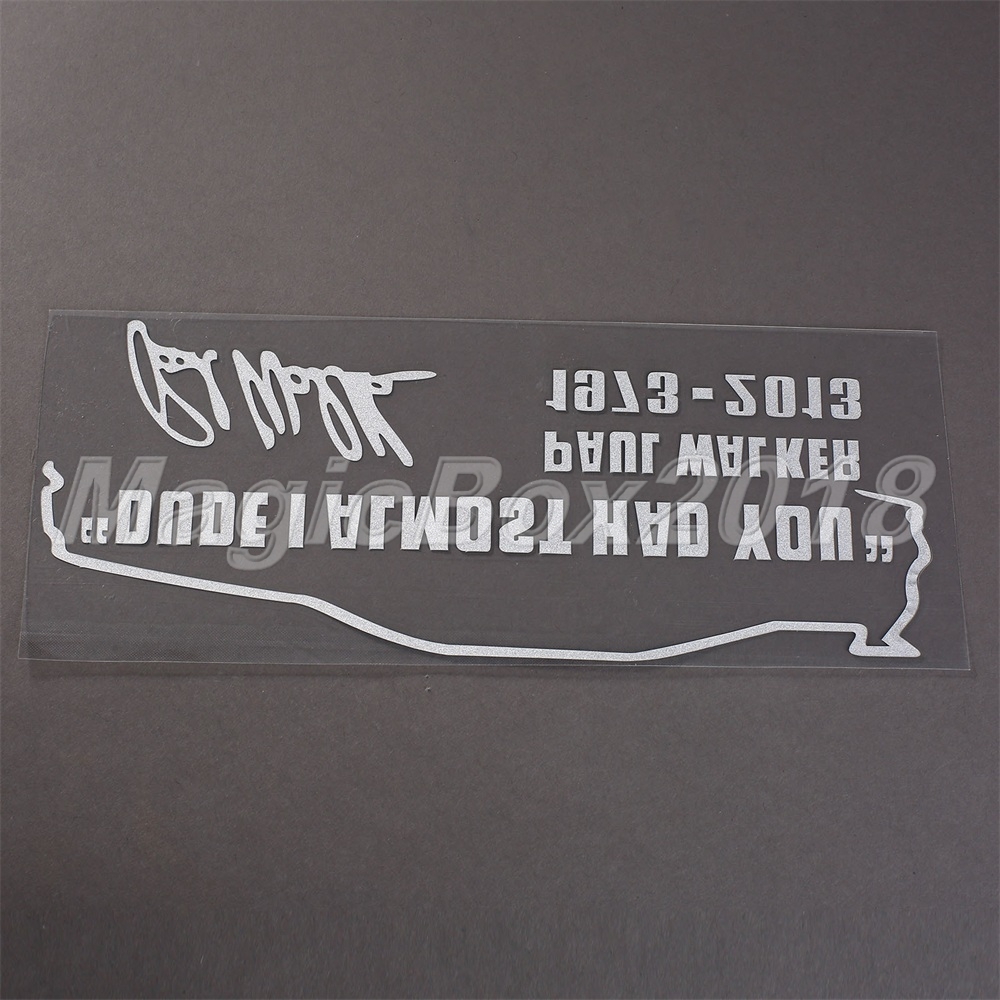 "DUDE I ALMOST HAD YOU"
PAUL WALKER
1973 - 2013
MagicBox2018